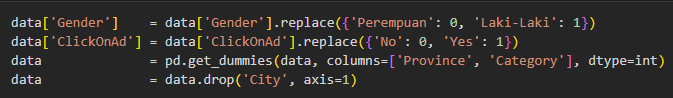 data['Gender'] = data['Gender'].replace({'Perempuan': 0, 'Laki-Laki': 1})
data['ClickOnAd'] = data['ClickOnAd'].replace({'No': 0, 'Yes': 1})
data = pd.get_dummies(data, columns=['Province', 'Category'], dtype=int)
data = data.drop('City', axis=1)